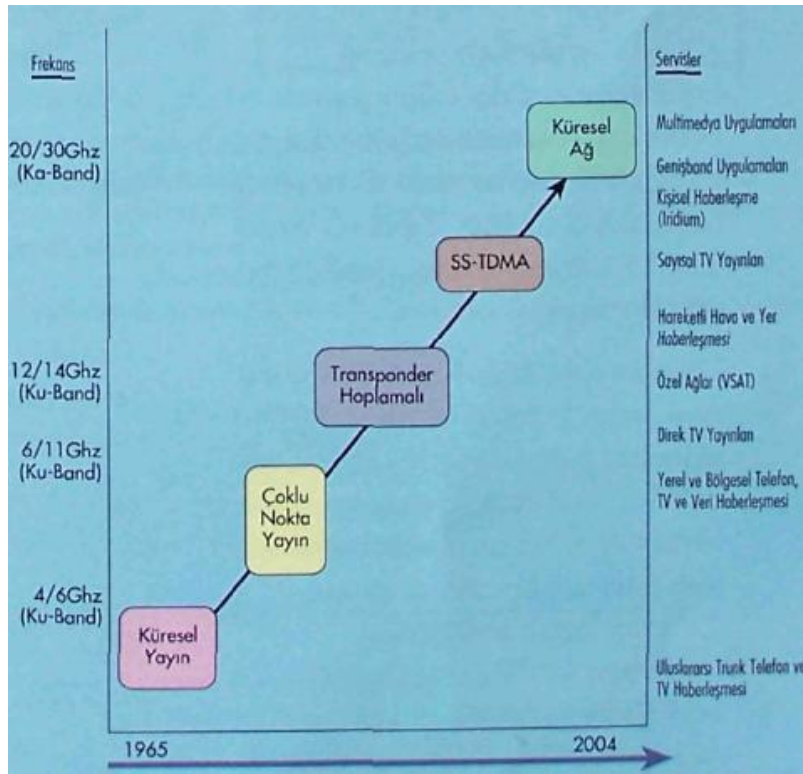 Frekans
20/30Ghz
(Ka-Band)
12/14Ghz
(Ku-Band)
6/11Ghz
(Ku-Band)
4/6Ghz
(Ku-Band)
Küresel
Ağ
SS-TDMA
Transponder
Hoplamalı
Çoklu
Nokta
Yayın
Küresel
Yayın
Servisler
Multimedya Uygulamaları
Genişband Uygulamaları
Kişisel Haberleşme
(Iridium)
Sayısal TV Yayınları
Hareketli Hava ve Yer
Haberleşmesi
Özel Ağlar (VSAT)
Direk TV Yayınları
Yerel ve Bölgesel Telefon,
TV ve Veri Haberleşmesi
Uluslararsı Trunk Telefon ve
TV Haberleşmesi
1965
2004